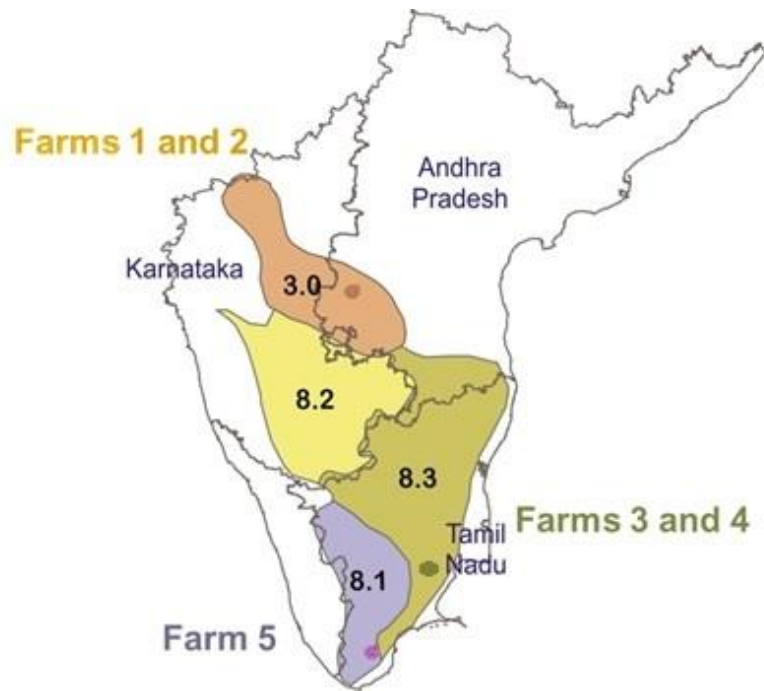 Farms 1 and 2
Andhra
Pradesh
Karnataka
3.0
8.2
8.3
Farms 3 and 4
Tamil
Nadu
8.1
Farm 5